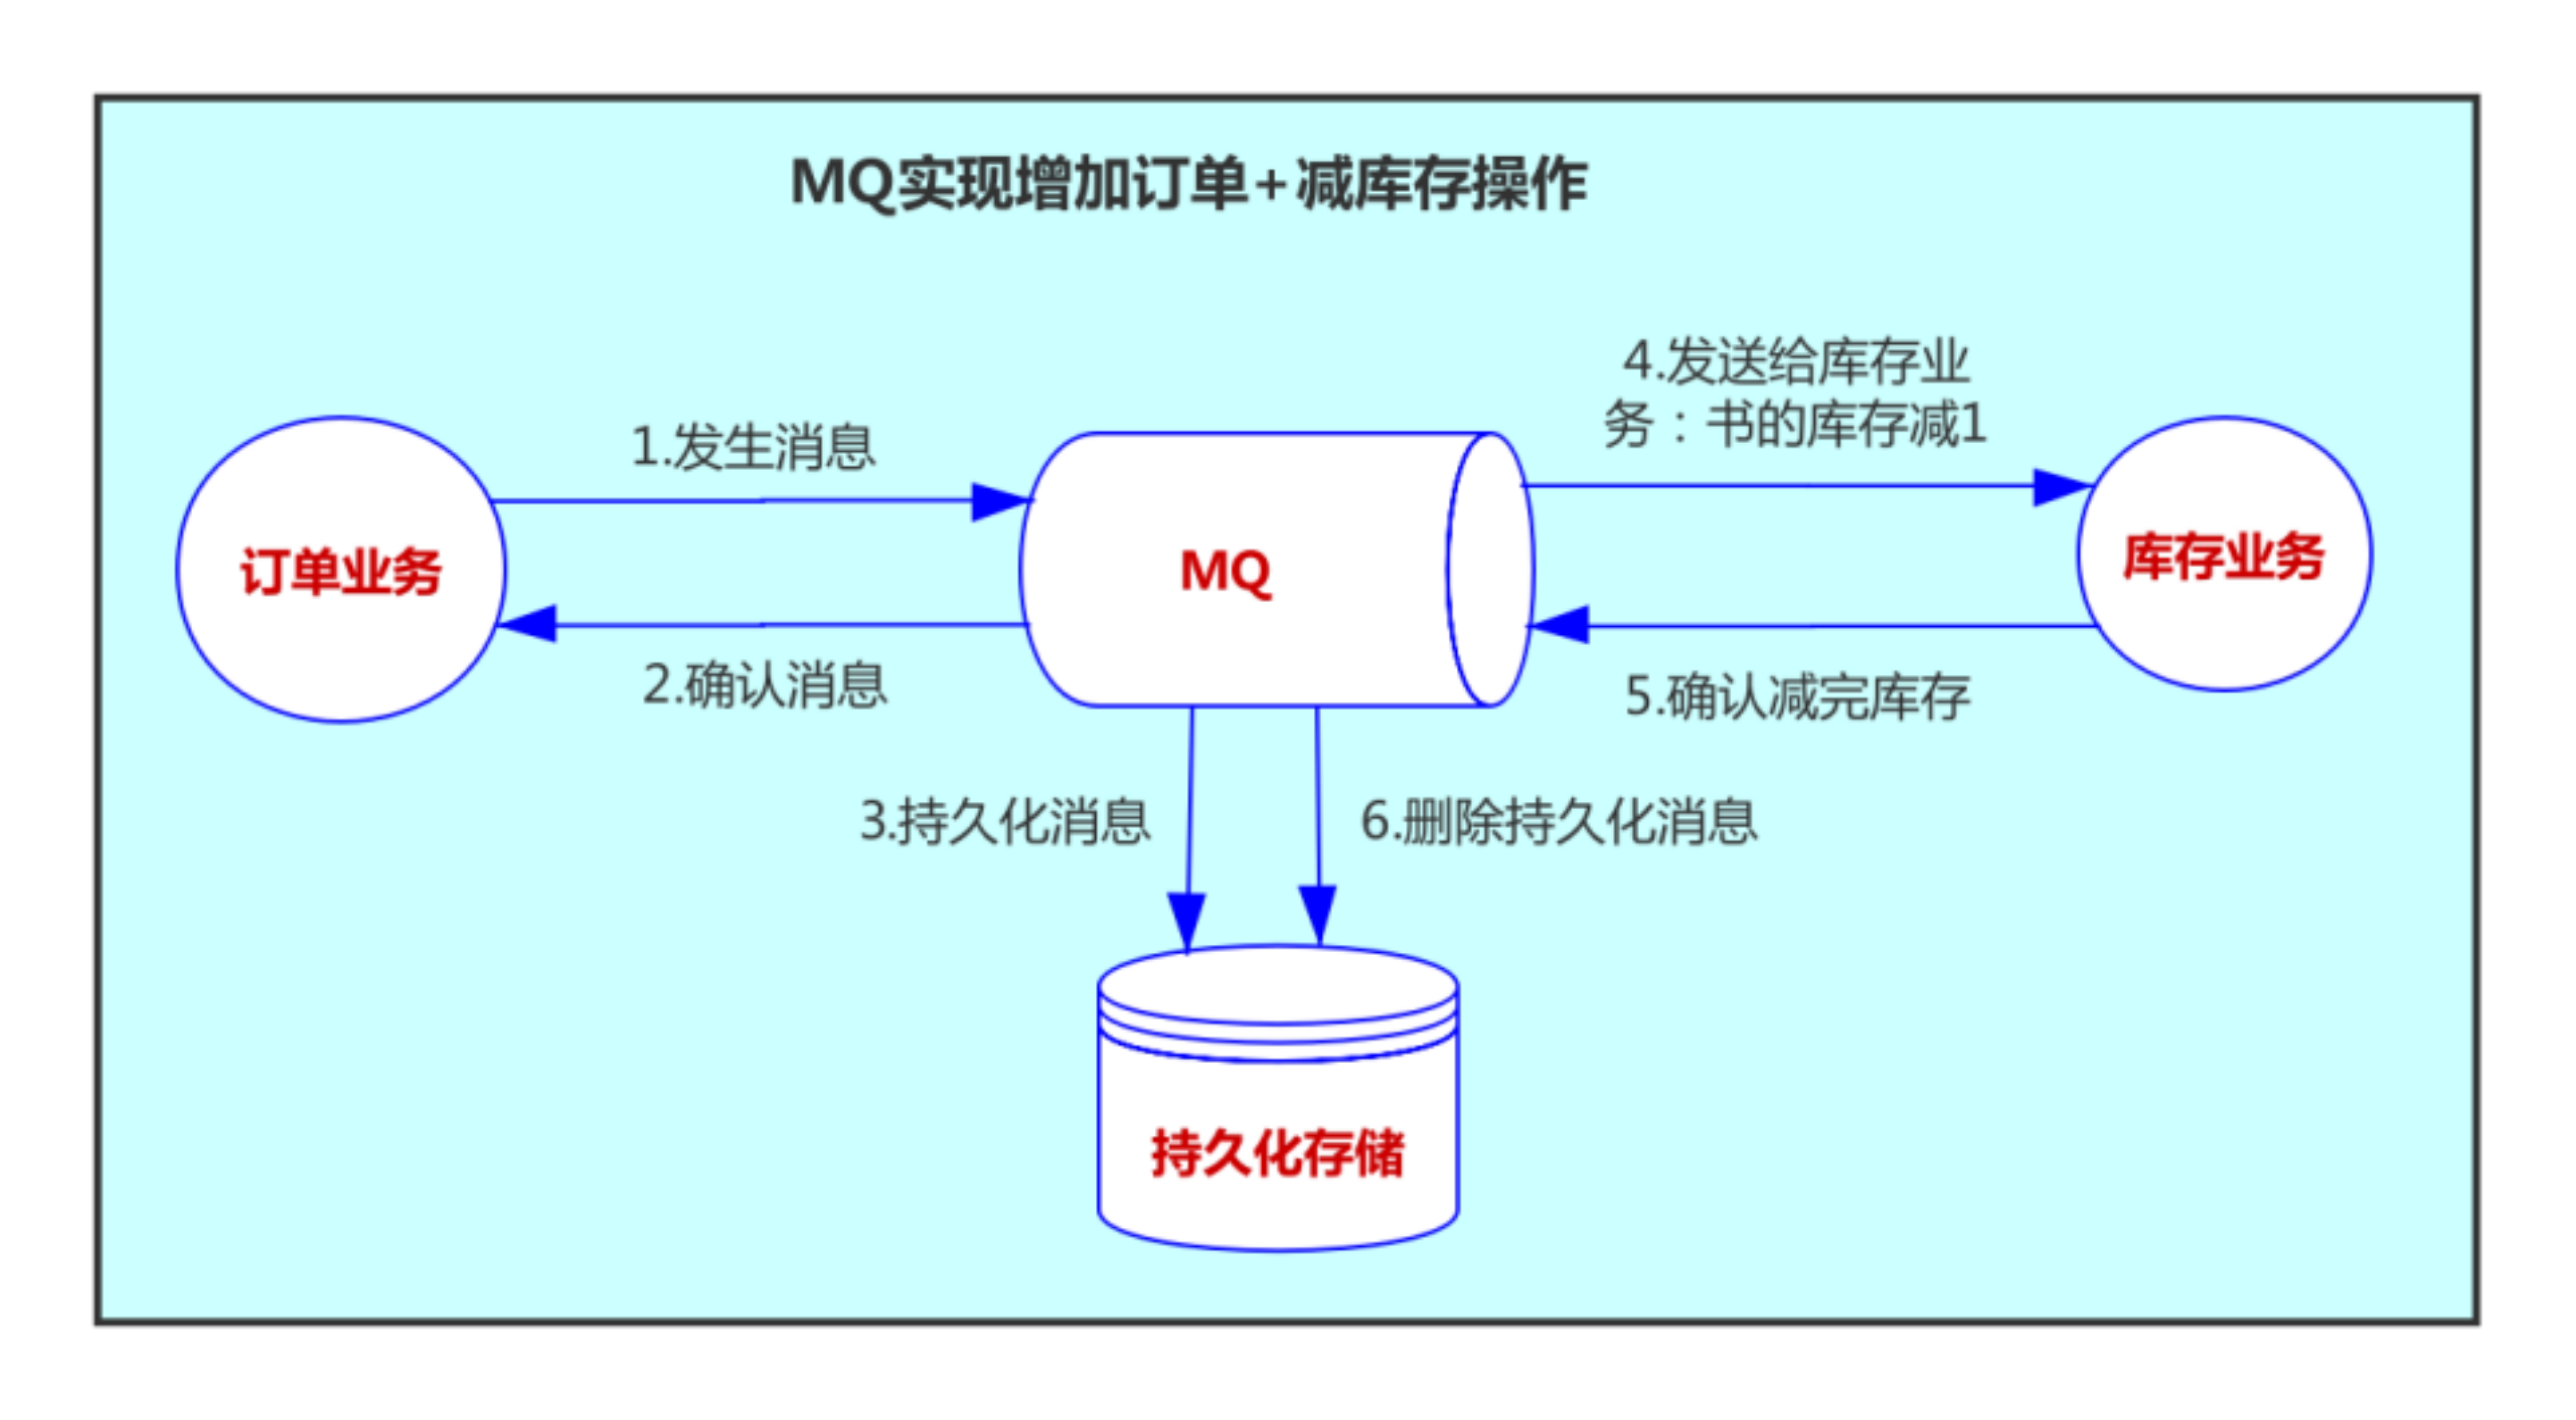 MQ实现增加订单+减库存操作
4.发送给库存业
务：书的库存减1
1.发生消息
订单业务
MQ
库存业务
2.确认消息
5.确认减完库存
3.持久化消息
6.删除持久化消息
持久化存储